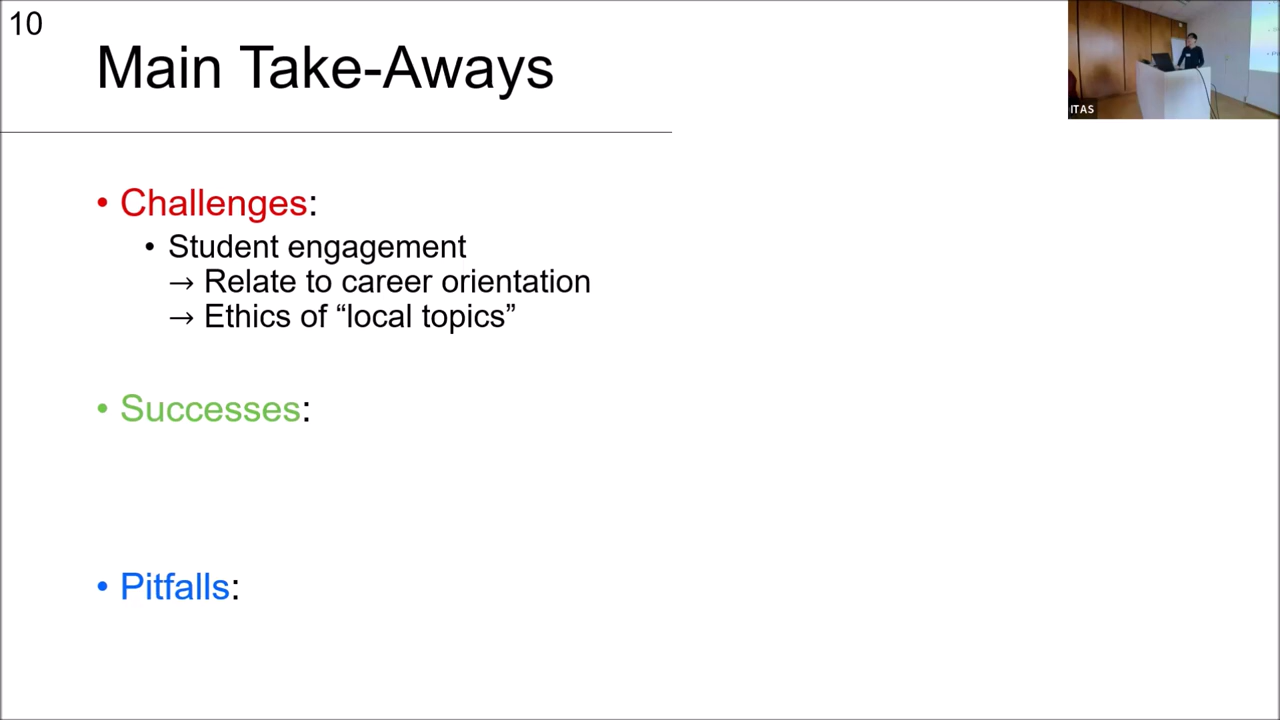 10
Main Take-Aways
ITAS
• Challenges:
• Student engagement
→ Relate to career orientation
→ Ethics of “local topics”
• Successes:
• Pitfalls: